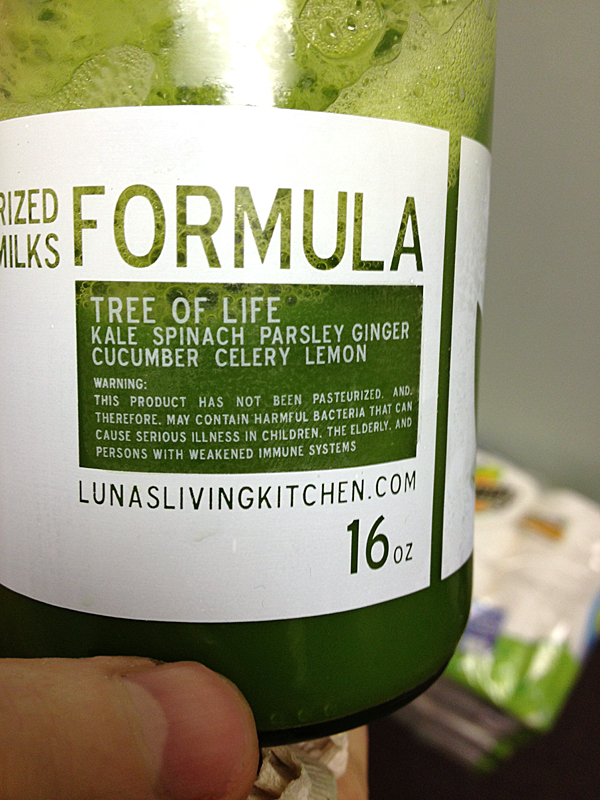 RIZED
MILKS
FORMULA
TREE OF LIFE
KALE SPINACH PARSLEY GINGER
CUCUMBER CELERY LEMON
WARNING:
THIS PRODUCT HAS NOT BEEN PASTEURIZED. AND.
THEREFORE. MAY CONTAIN HARMFUL BACTERIA THAT CAN
CAUSE SERIOUS ILLNESS IN CHILDREN. THE ELDERLY. AND
PERSONS WITH WEAKENED IMMUNE SYSTEMS
LUNASLIVINGKITCHEN.COM
16 OZ